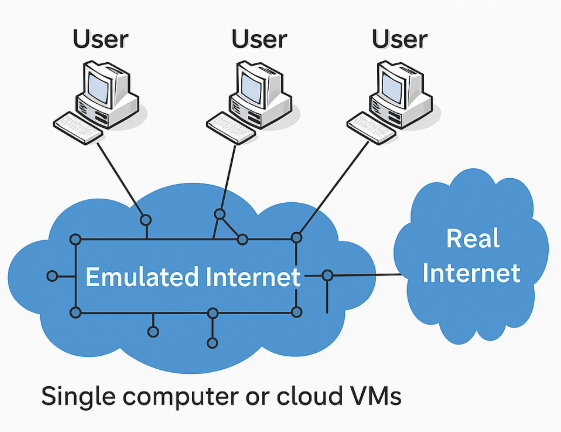 User
User
User
Emulated Internet
Real
Internet
Single computer or cloud VMs